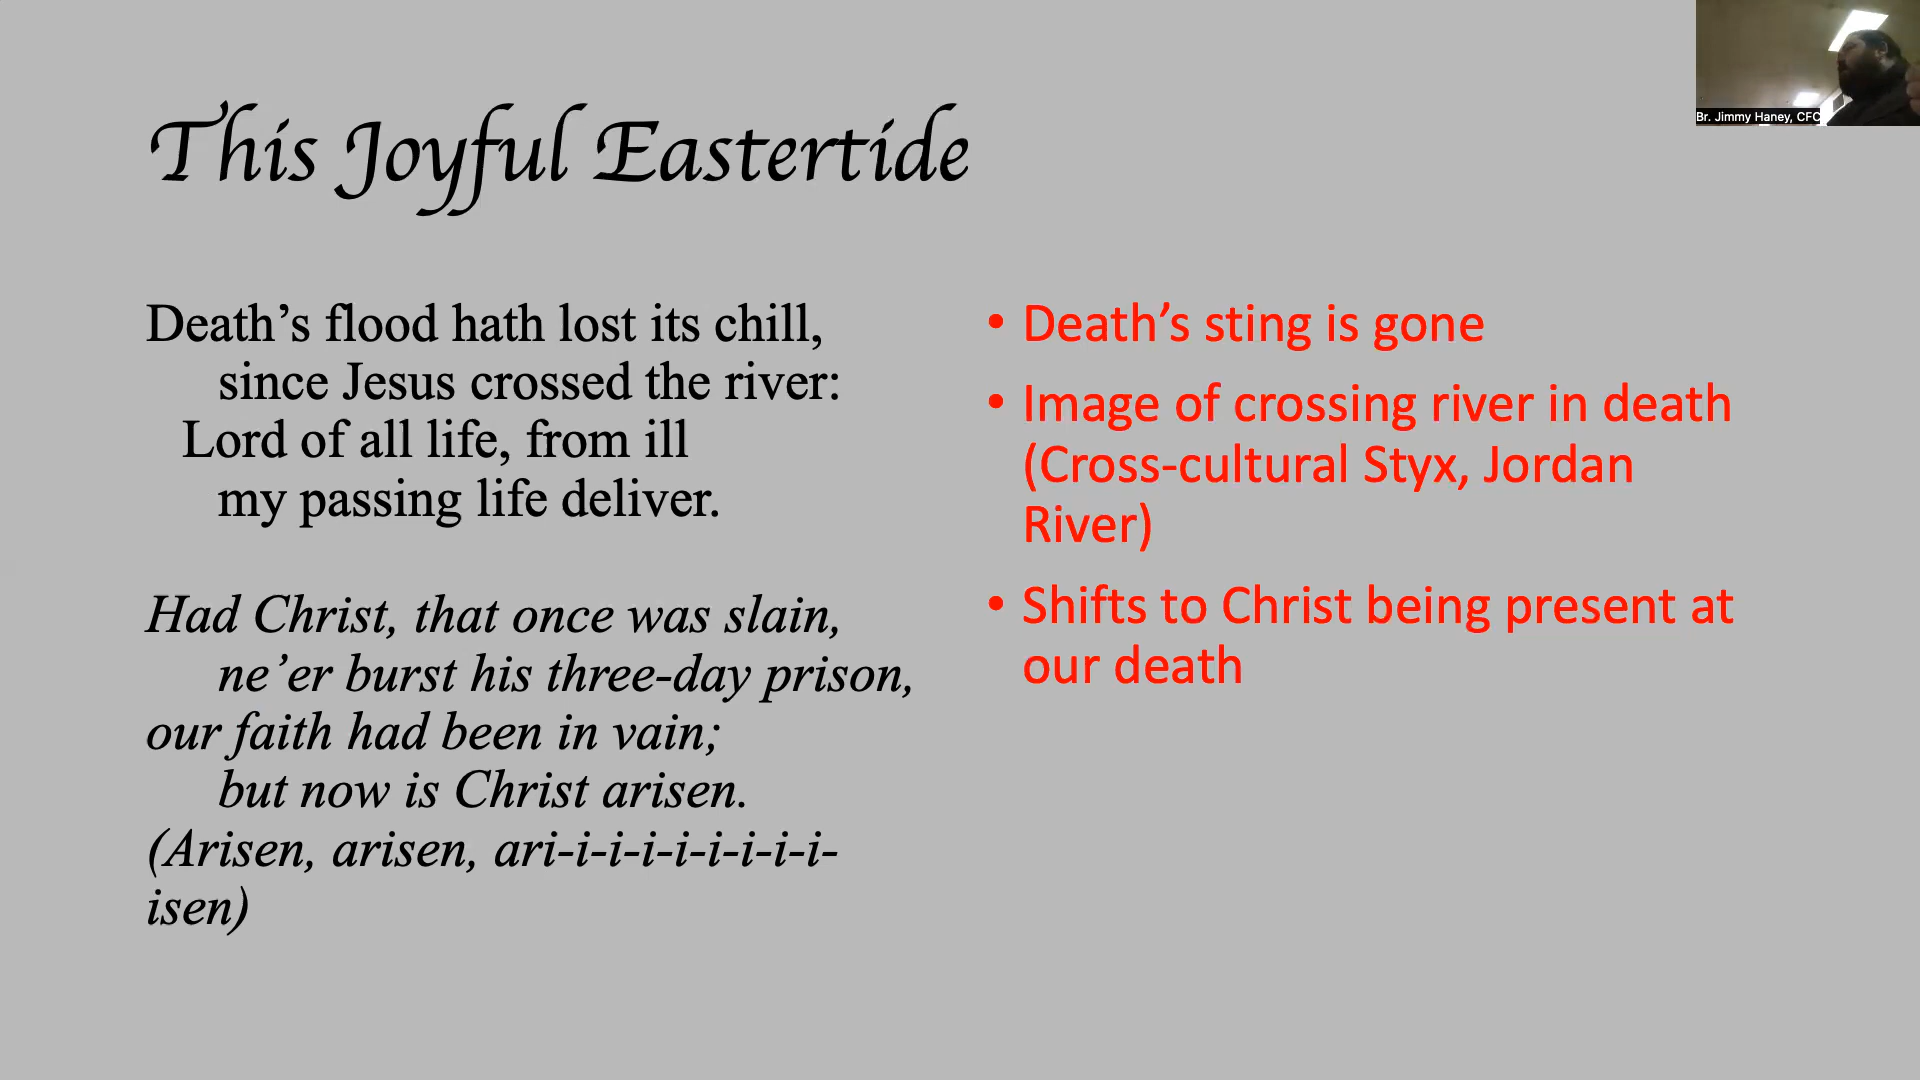 This Joyful Eastertide
Death’s flood hath lost its chill,
since Jesus crossed the river:
Lord of all life, from ill
my passing life deliver.
Had Christ, that once was slain,
ne’er burst his three-day prison,
our faith had been in vain;
but now is Christ arisen.
(Arisen, arisen, ari-i-i-i-i-i-i-i-i-
isen)
• Death’s sting is gone
• Image of crossing river in death
(Cross-cultural Styx, Jordan
River)
• Shifts to Christ being present at
our death
Br. Jimmy Haney, CFC